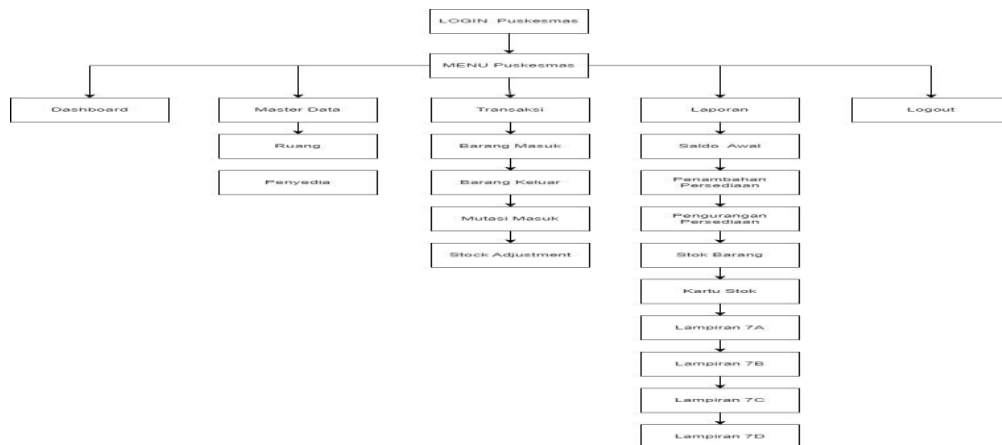 LOGIN Puskesmas
MENU Puskesmas
Dashboard
Master Data
Transaksi
Laporan
Logout
Ruang
Penyedia
Barang Masuk
Barang Keluar
Mutasi Masuk
Stock Adjustment
Saldo Awal
Penambahan
Persediaan
Pengurangan
Persediaan
Stok Barang
Kartu Stok
Lampiran 7A
Lampiran 7B
Lampiran 7C
Lampiran 7D